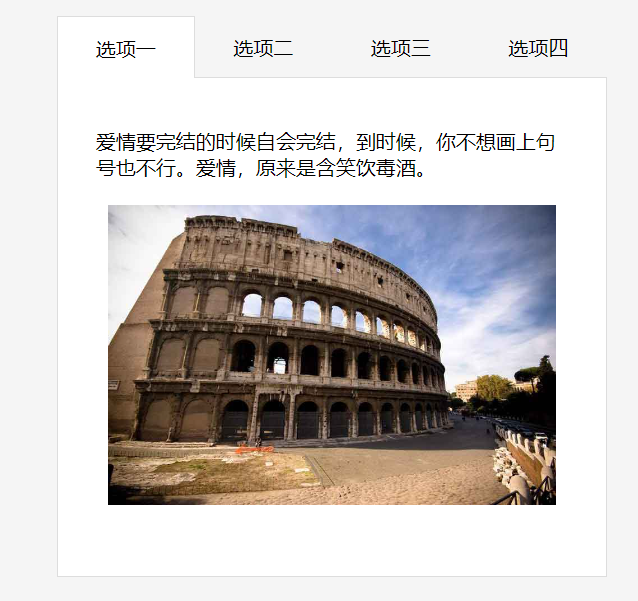 选项一 选项二 选项三 选项四
爱情要完结的时候自会完结，到时候，你不想画上句
号也不行。爱情，原来是含笑饮毒酒。